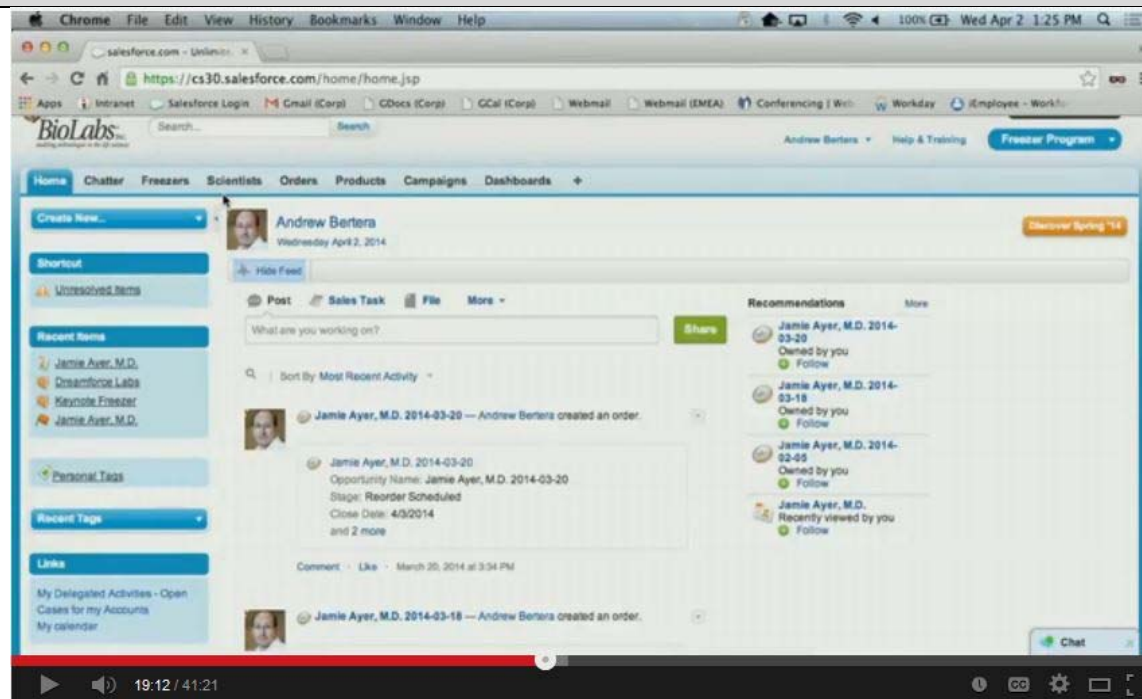 Chrome File Edit View History Bookmarks Window Help 100% Wed Apr 2 1:25 PM
salesforce.com - Unlimi
https://cs30.salesforce.com/home/home.jsp
Apps Intranet Salesforce Login Gmail (Corp) GDocs (Corp) GCal (Corp) Webmail Webmail (EMEA) Conferencing | Web Workday iEmployee - Workfo
BioLabs Inc. Search... Search
Andrew Bertera Help & Training Freezer Program
Home Chatter Freezers Scientists Orders Products Campaigns Dashboards +
Create New...
Andrew Bertera
Wednesday April 2, 2014
Discover Spring '14
Shortcut
Unresolved Items
Recent Items
Jamie Ayer, M.D.
Dreamforce Labs
Keynote Freezer
Jamie Ayer, M.D.
Personal Tags
Recent Tags
Links
My Delegated Activities - Open
Cases for my Accounts
My calendar
Hide Feed
Post Sales Task File More
What are you working on? Share
Sort By Most Recent Activity
Jamie Ayer, M.D. 2014-03-20 — Andrew Bertera created an order.
Jamie Ayer, M.D. 2014-03-20
Opportunity Name: Jamie Ayer, M.D. 2014-03-20
Stage: Reorder Scheduled
Close Date: 4/3/2014
and 2 more
Comment · Like · March 20, 2014 at 3:34 PM
Jamie Ayer, M.D. 2014-03-18 — Andrew Bertera created an order.
Recommendations More
Jamie Ayer, M.D. 2014-
03-20
Owned by you
Follow
Jamie Ayer, M.D. 2014-
03-18
Owned by you
Follow
Jamie Ayer, M.D. 2014-
02-05
Owned by you
Follow
Jamie Ayer, M.D.
Recently viewed by you
Follow
Chat
19:12 / 41:21
CC